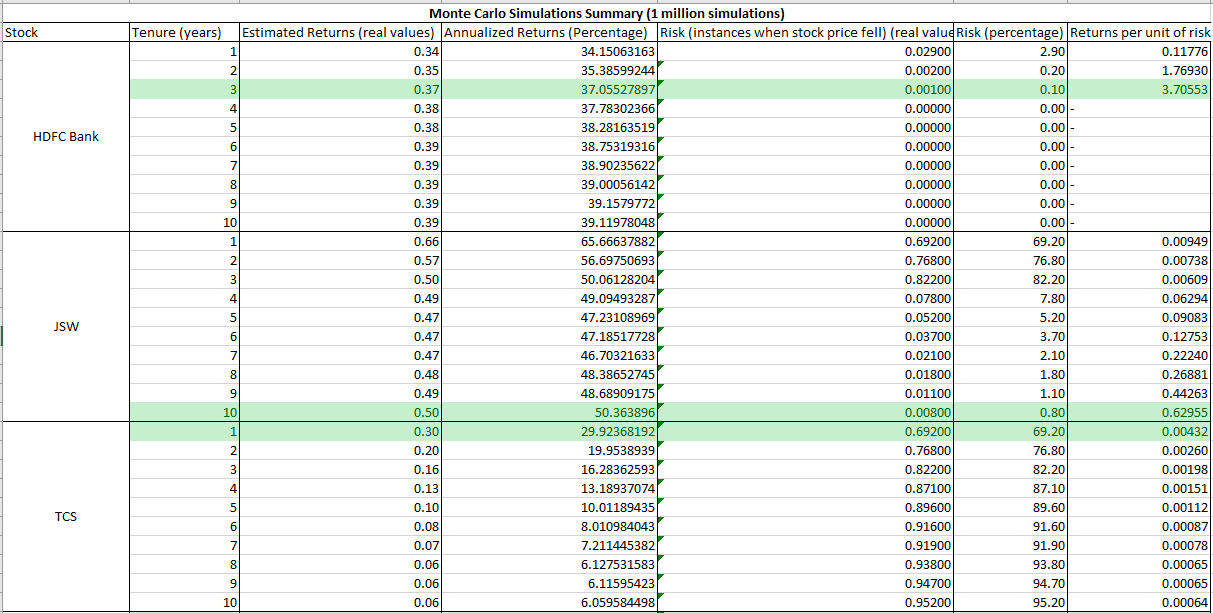 Monte Carlo Simulations Summary (1 million simulations)
Stock Tenure (years) Estimated Returns (real values) Annualized Returns (Percentage) Risk (instances when stock price fell) (real value Risk (percentage) Returns per unit of risk
1 0.34 34.15063163 0.02900 2.90 0.11776
2 0.35 35.38599244 0.00200 0.20 1.76930
3 0.37 37.05527897 0.00100 0.10 3.70553
4 0.38 37.78302366 0.00000 0.00 -
HDFC Bank 5 0.38 38.28163519 0.00000 0.00 -
6 0.39 38.75319316 0.00000 0.00 -
7 0.39 38.90235622 0.00000 0.00 -
8 0.39 39.00056142 0.00000 0.00 -
9 0.39 39.1579772 0.00000 0.00 -
10 0.39 39.11978048 0.00000 0.00 -
1 0.66 65.66637882 0.69200 69.20 0.00949
2 0.57 56.69750693 0.76800 76.80 0.00738
3 0.50 50.06128204 0.82200 82.20 0.00609
4 0.49 49.09493287 0.07800 7.80 0.06294
JSW 5 0.47 47.23108969 0.05200 5.20 0.09083
6 0.47 47.18517728 0.03700 3.70 0.12753
7 0.47 46.70321633 0.02100 2.10 0.22240
8 0.48 48.38652745 0.01800 1.80 0.26881
9 0.49 48.68909175 0.01100 1.10 0.44263
10 0.50 50.363896 0.00800 0.80 0.62955
1 0.30 29.92368192 0.69200 69.20 0.00432
2 0.20 19.9538939 0.76800 76.80 0.00260
3 0.16 16.28362593 0.82200 82.20 0.00198
4 0.13 13.18937074 0.87100 87.10 0.00151
TCS 5 0.10 10.01189435 0.89600 89.60 0.00112
6 0.08 8.010984043 0.91600 91.60 0.00087
7 0.07 7.211445382 0.91900 91.90 0.00078
8 0.06 6.127531583 0.93800 93.80 0.00065
9 0.06 6.11595423 0.94700 94.70 0.00065
10 0.06 6.059584498 0.95200 95.20 0.00064